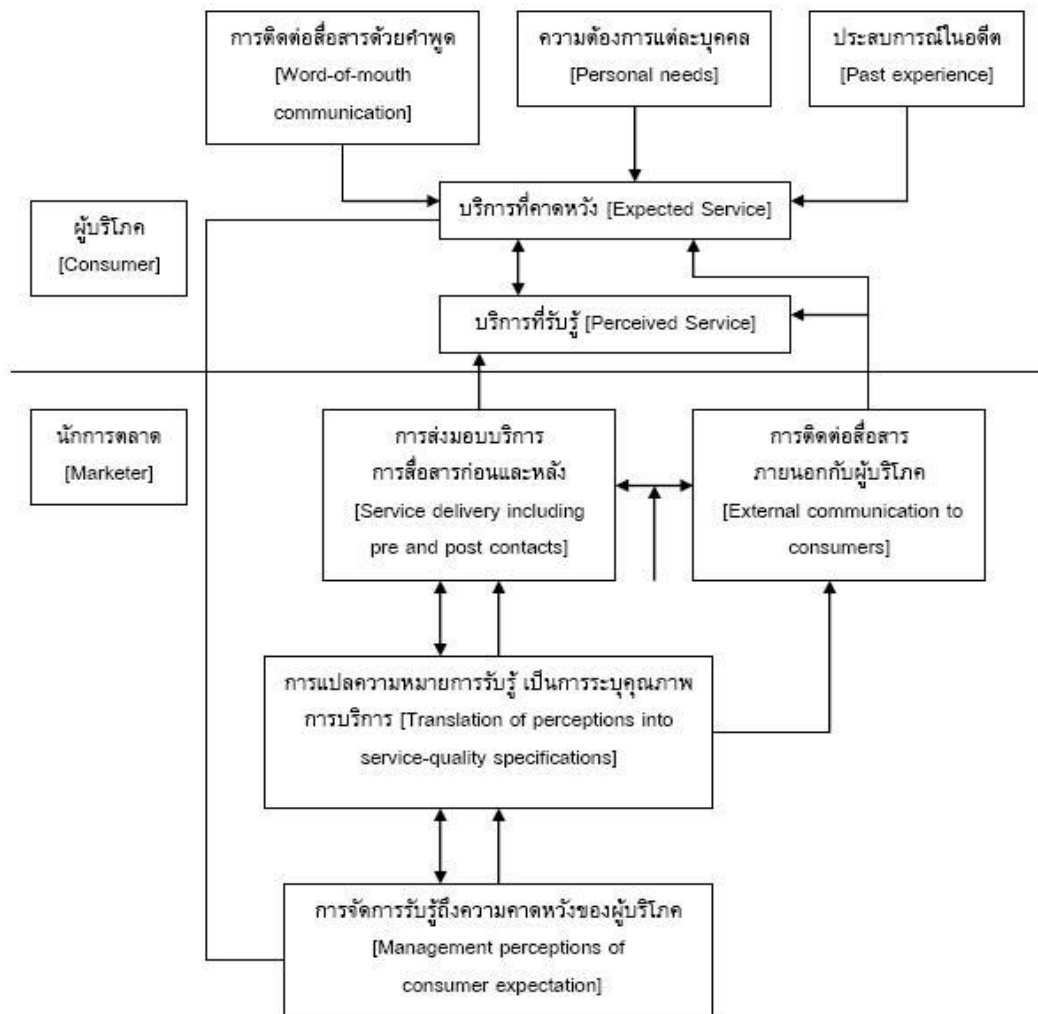 การติดต่อสื่อสารด้วยคำพูด
[Word-of-mouth
communication]
ความต้องการแต่ละบุคคล
[Personal needs]
ประสบการณ์ในอดีต
[Past experience]
บริการที่คาดหวัง [Expected Service]
ผู้บริโภค
[Consumer]
บริการที่รับรู้ [Perceived Service]
นักการตลาด
[Marketer]
การส่งมอบบริการ
การสื่อสารก่อนและหลัง
[Service delivery including
pre and post contacts]
การติดต่อสื่อสาร
ภายนอกกับผู้บริโภค
[External communication to
consumers]
การแปลความหมายการรับรู้ เป็นการระบุคุณภาพ
การบริการ [Translation of perceptions into
service-quality specifications]
การจัดการรับรู้ถึงความคาดหวังของผู้บริโภค
[Management perceptions of
consumer expectation]